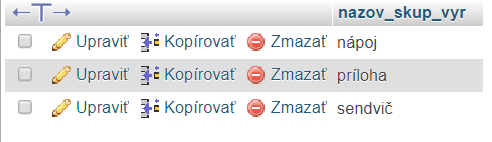 nazov_skup_vyr
Upraviť Kopírovať Zmazať nápoj
Upraviť Kopírovať Zmazať príloha
Upraviť Kopírovať Zmazať sendvič